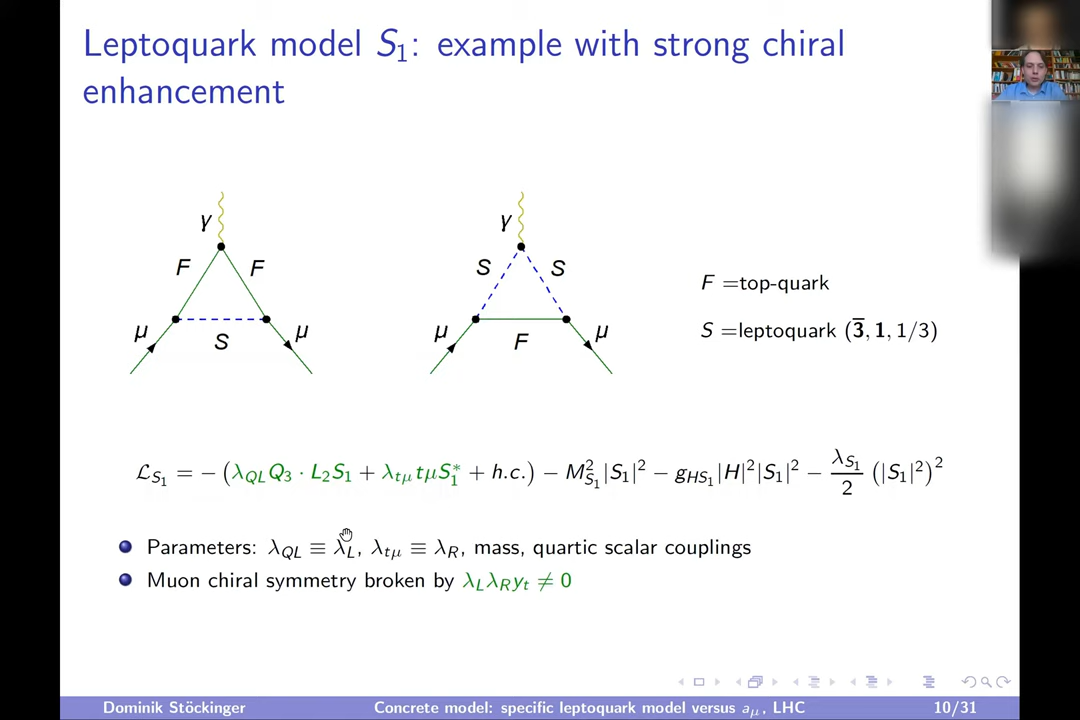 Leptoquark model S₁: example with strong chiral
enhancement
γ
F F
μ S μ
γ
S S
μ F μ
F =top-quark
S =leptoquark (3̅, 1, 1/3)
ℒ_{S₁} = − (λ_{QL}Q₃ · L₂S₁ + λ_{tμ}tμS₁* + h.c.) − M²_{S₁}|S₁|² − g_{HS₁}|H|²|S₁|² − λ_{S₁}/2 (|S₁|²)²
Parameters: λ_{QL} ≡ λ_L, λ_{tμ} ≡ λ_R, mass, quartic scalar couplings
Muon chiral symmetry broken by λ_Lλ_Ry_t ≠ 0
Dominik Stöckinger Concrete model: specific leptoquark model versus a_μ, LHC 10/31